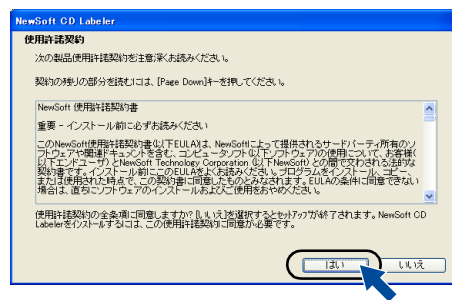 NewSoft CD Labeler
使用許諾契約
次の製品使用許諾契約を注意深くお読みください。
契約の残りの部分を読むには、[Page Down]キーを押してください。
NewSoft 使用許諾契約書
重要 - インストール前に必ずお読みください
このNewSoft使用許諾契約書(以下EULA)は、NewSoftによって提供されるサードパーティ所有のソ
フトウェアや関連ドキュメントを含む、コンピュータソフト(以下ソフトウェア)の使用について、お客様(
以下エンドユーザ)とNewSoft Technology Corporation (以下NewSoft) との間で交わされる法的な
契約書です。インストール前にこのEULAをよくお読みください。プログラムをインストール、コピー、
または使用された時点で、この契約書に同意したものとみなされます。EULAの条件に同意できない
場合は、直ちにソフトウェアのインストールおよびご使用をおやめください。
使用許諾契約の全条項に同意しますか? [いいえ]を選択するとセットアップが終了されます。NewSoft CD
Labelerをインストールするには、この使用許諾契約に同意が必要です。
はい
いいえ